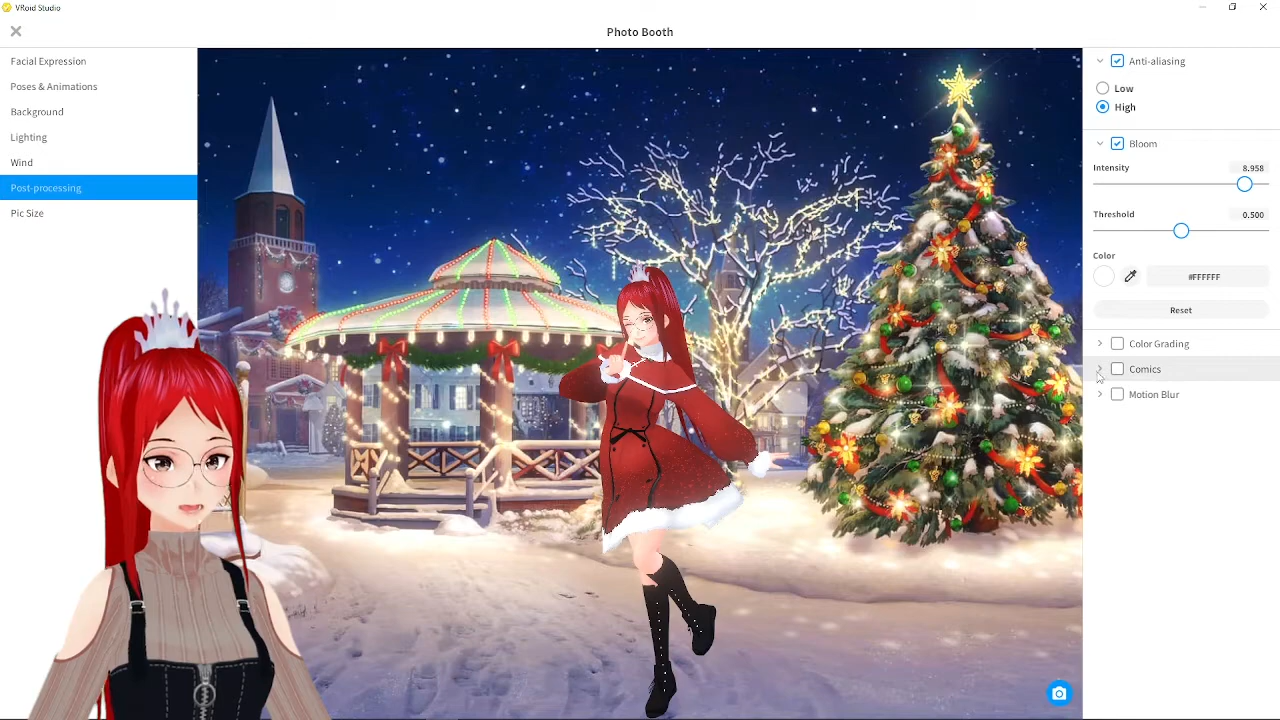 VRoid Studio
Photo Booth
Facial Expression
Poses & Animations
Background
Lighting
Wind
Post-processing
Pic Size
Anti-aliasing
Low
High
Bloom
Intensity 8.958
Threshold 0.500
Color
#FFFFFF
Reset
Color Grading
Comics
Motion Blur